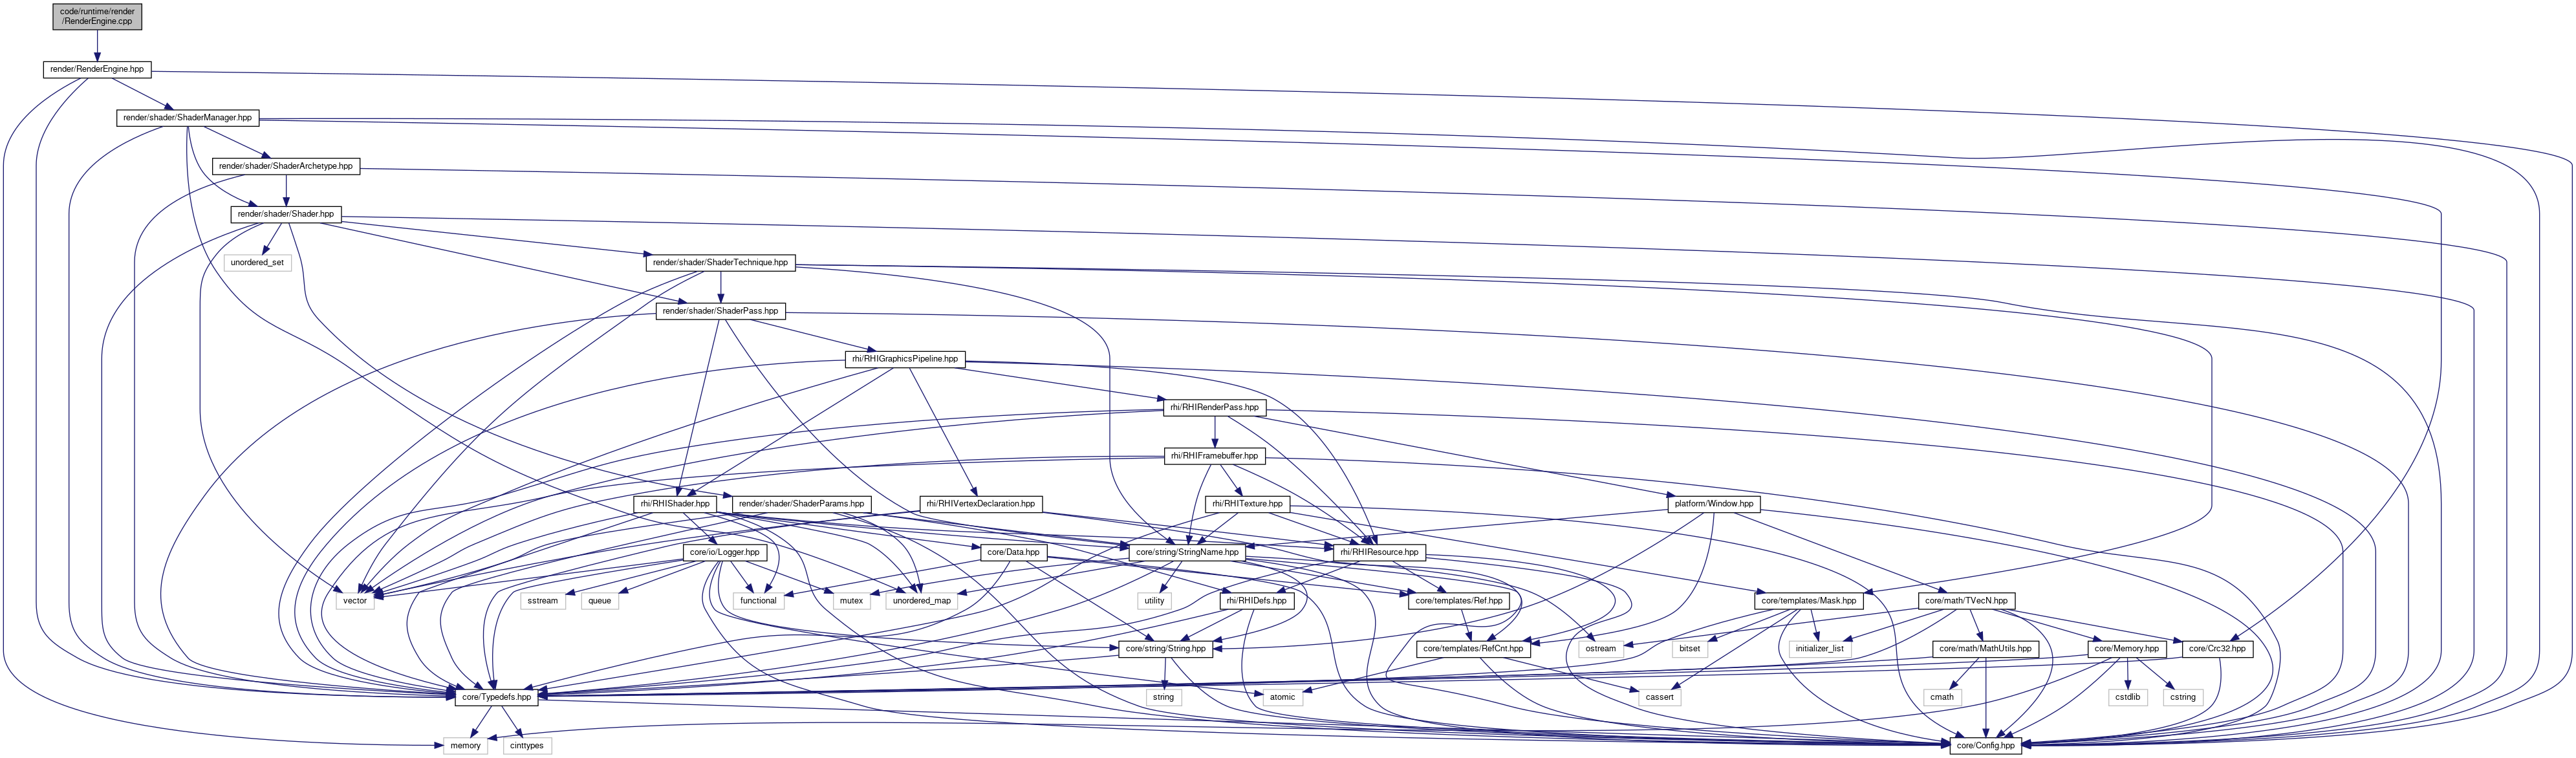 code/runtime/render
/RenderEngine.cpp
render/RenderEngine.hpp
render/shader/ShaderManager.hpp
render/shader/ShaderArchetype.hpp
render/shader/Shader.hpp
unordered_set
render/shader/ShaderTechnique.hpp
render/shader/ShaderPass.hpp
rhi/RHIGraphicsPipeline.hpp
rhi/RHIRenderPass.hpp
rhi/RHIFramebuffer.hpp
rhi/RHIShader.hpp
render/shader/ShaderParams.hpp
rhi/RHIVertexDeclaration.hpp
rhi/RHITexture.hpp
platform/Window.hpp
core/io/Logger.hpp
core/Data.hpp
core/string/StringName.hpp
rhi/RHIResource.hpp
vector
sstream
queue
functional
mutex
unordered_map
utility
rhi/RHIDefs.hpp
core/templates/Ref.hpp
core/templates/Mask.hpp
core/math/TVecN.hpp
core/string/String.hpp
core/templates/RefCnt.hpp
ostream
bitset
initializer_list
core/math/MathUtils.hpp
core/Memory.hpp
core/Crc32.hpp
core/Typedefs.hpp
string
atomic
cassert
cmath
cstdlib
cstring
memory
cinttypes
core/Config.hpp